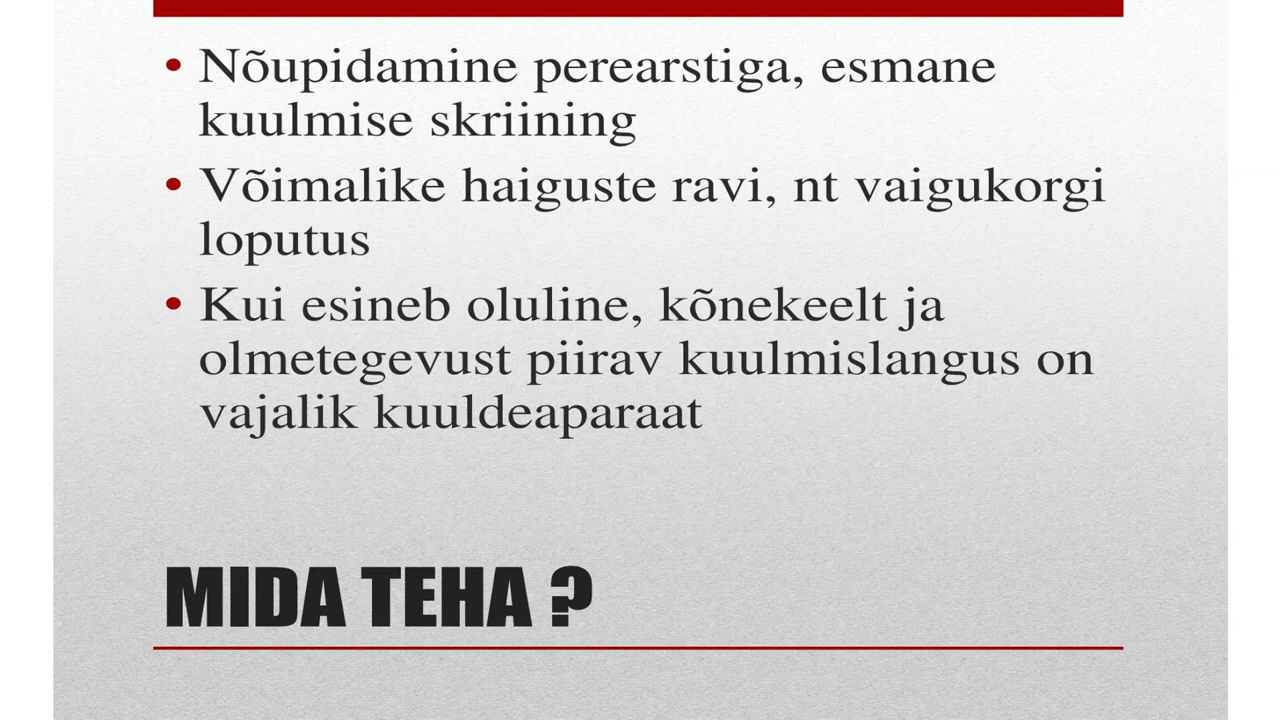 • Nõupidamine perearstiga, esmane
kuulmise skriining
• Võimalike haiguste ravi, nt vaigukorgi
loputus
• Kui esineb oluline, kõnekeelt ja
olmetegevust piirav kuulmislangus on
vajalik kuuldeaparaat
MIDA TEHA ?